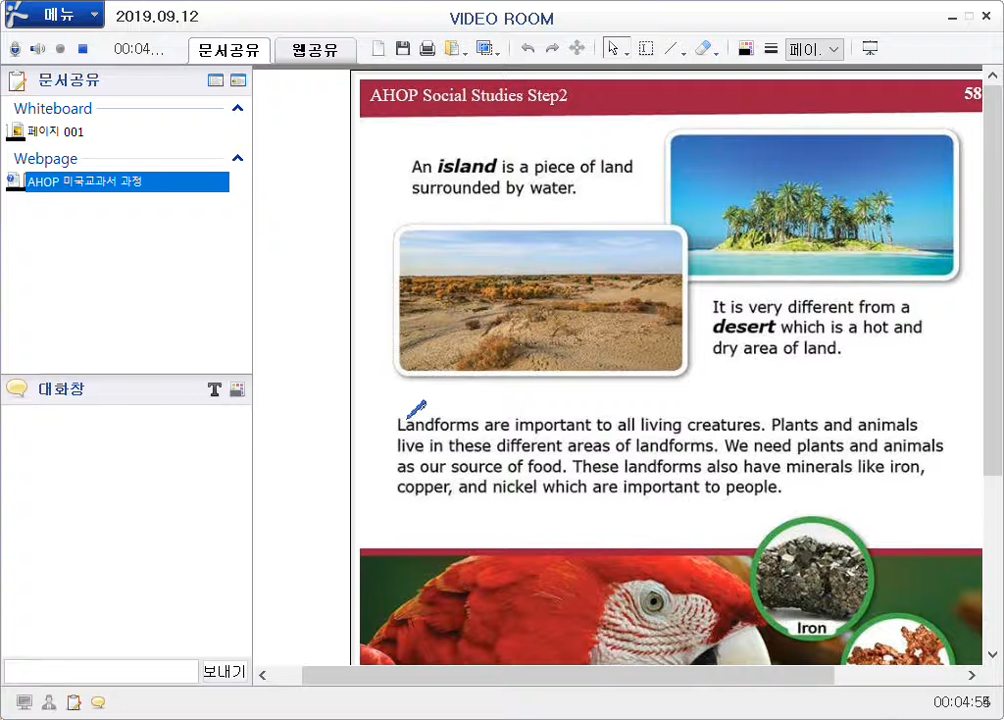 메뉴
2019.09.12
VIDEO ROOM
00:04...
문서공유
웹공유
페이.
문서공유
Whiteboard
페이지 001
Webpage
AHOP 미국교과서 과정
대화창
보내기
AHOP Social Studies Step2
58
An island is a piece of land
surrounded by water.
It is very different from a
desert which is a hot and
dry area of land.
Landforms are important to all living creatures. Plants and animals
live in these different areas of landforms. We need plants and animals
as our source of food. These landforms also have minerals like iron,
copper, and nickel which are important to people.
Iron